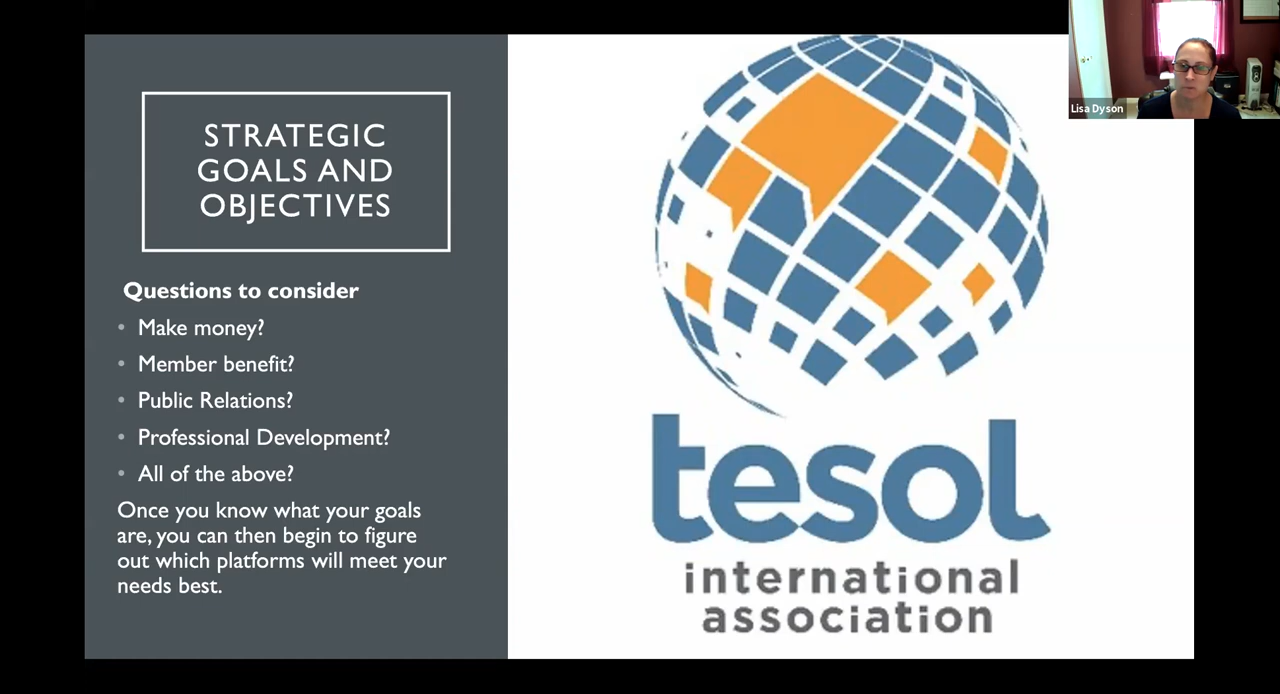 STRATEGIC
GOALS AND
OBJECTIVES
Questions to consider
• Make money?
• Member benefit?
• Public Relations?
• Professional Development?
• All of the above?
Once you know what your goals
are, you can then begin to figure
out which platforms will meet your
needs best.
tesol
international
association
Lisa Dyson